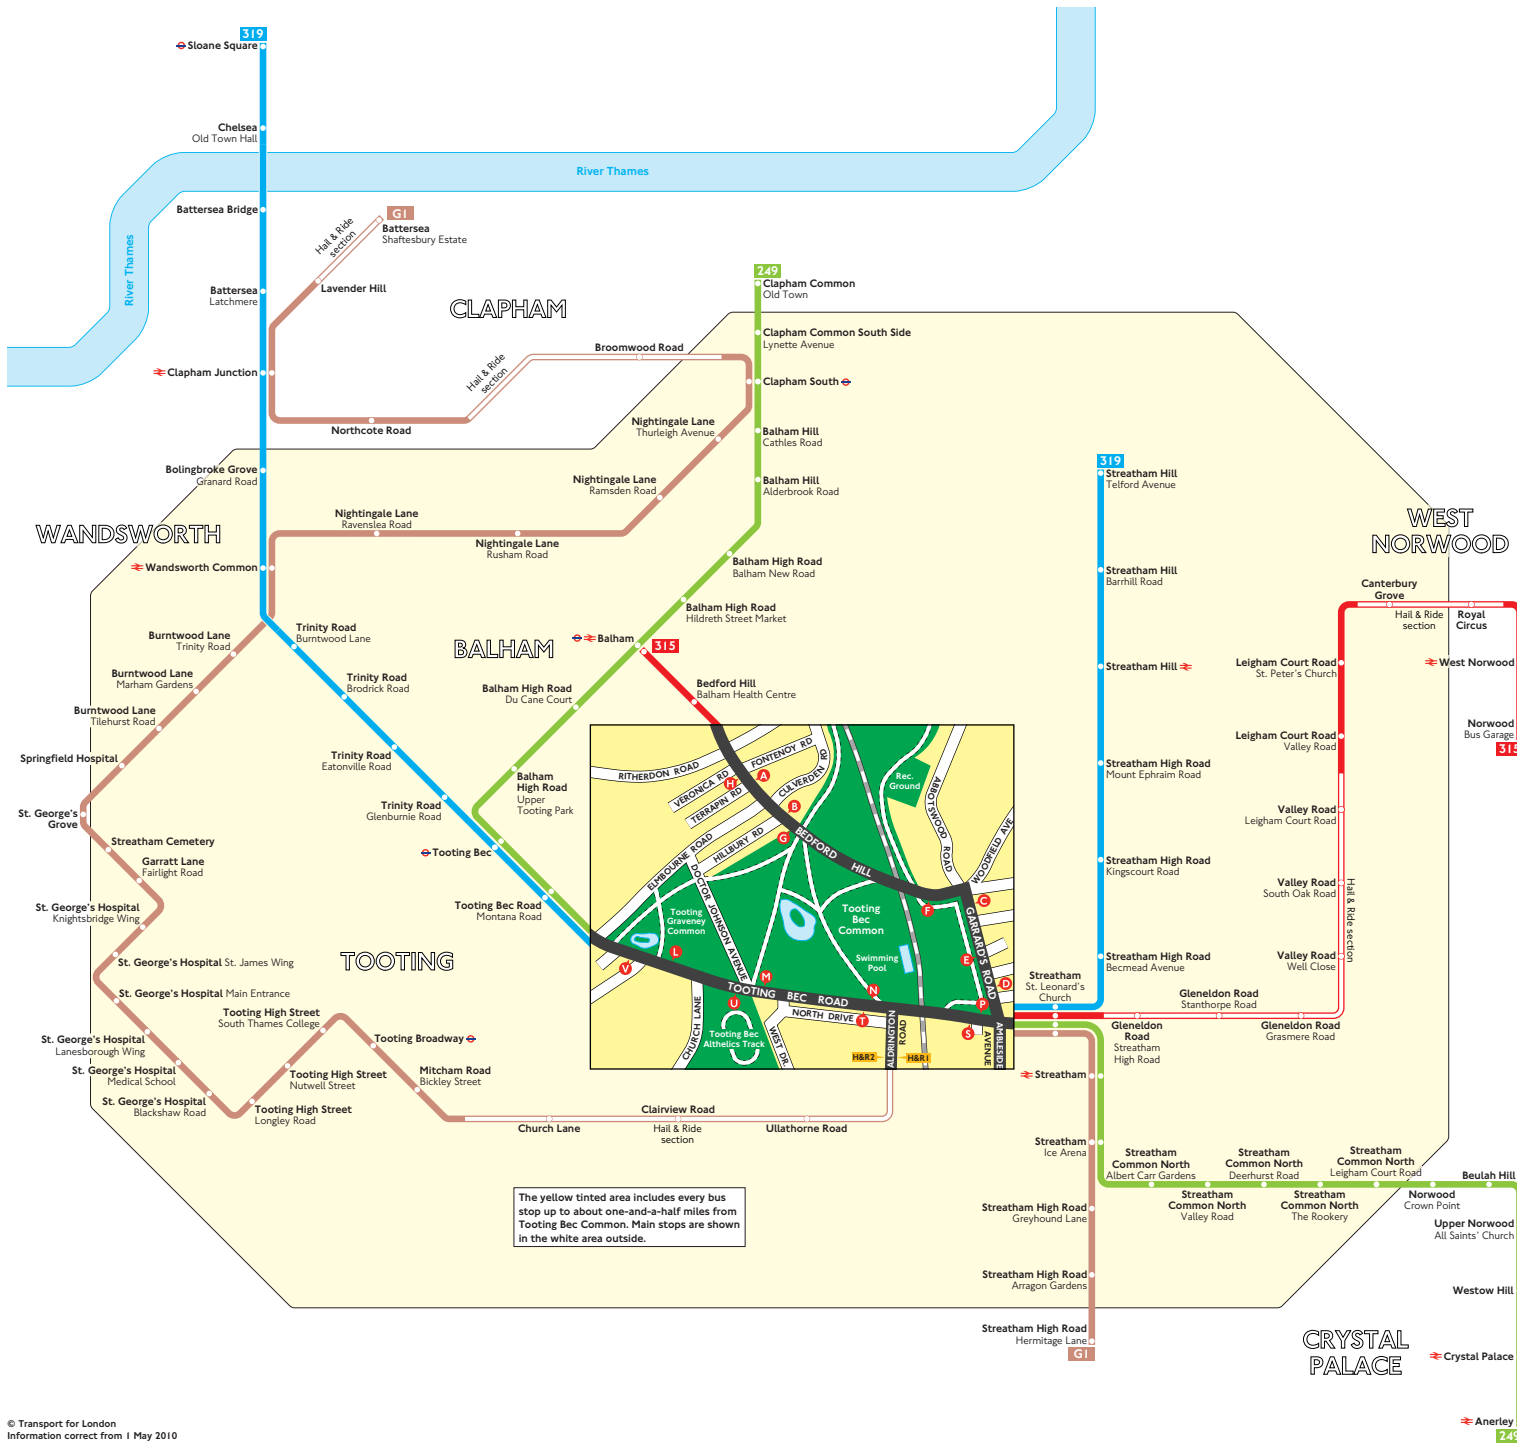 319
Sloane Square
Chelsea
Old Town Hall
River Thames
River Thames
Battersea Bridge
G1
Battersea
Shaftesbury Estate
Hail & Ride
section
Lavender Hill
Battersea
Latchmere
CLAPHAM
249
Clapham Common
Old Town
Clapham Common South Side
Lynette Avenue
Broomwood Road
Hail & Ride
section
Clapham Junction
Clapham South
Northcote Road
Nightingale Lane
Thurleigh Avenue
Balham Hill
Cathles Road
Bolingbroke Grove
Granard Road
Nightingale Lane
Ramsden Road
Balham Hill
Alderbrook Road
319
Streatham Hill
Telford Avenue
WANDSWORTH
Nightingale Lane
Ravenslea Road
Nightingale Lane
Rusham Road
WEST
NORWOOD
Wandsworth Common
Balham High Road
Balham New Road
Streatham Hill
Barrhill Road
Canterbury
Grove
Hail & Ride
section
Royal
Circus
Balham High Road
Hildreth Street Market
Burntwood Lane
Trinity Road
Trinity Road
Burntwood Lane
BALHAM
Balham
315
Streatham Hill
Leigham Court Road
St. Peter's Church
West Norwood
Burntwood Lane
Marham Gardens
Trinity Road
Brodrick Road
Balham High Road
Du Cane Court
Bedford Hill
Balham Health Centre
Burntwood Lane
Tilehurst Road
Norwood
Bus Garage
315
Leigham Court Road
Valley Road
Springfield Hospital
Trinity Road
Eatonville Road
Balham
High Road
Upper
Tooting Park
Streatham High Road
Mount Ephraim Road
St. George's
Grove
Trinity Road
Glenburnie Road
Valley Road
Leigham Court Road
Streatham Cemetery
Tooting Bec
Garratt Lane
Fairlight Road
Streatham High Road
Kingscourt Road
Valley Road
South Oak Road
Hail & Ride section
St. George's Hospital
Knightsbridge Wing
Tooting Bec Road
Montana Road
St. George's Hospital St. James Wing
TOOTING
Streatham High Road
Becmead Avenue
Valley Road
Well Close
St. George's Hospital Main Entrance
Streatham
St. Leonard's
Church
Gleneldon Road
Stanthorpe Road
Tooting High Street
South Thames College
Gleneldon
Road
Streatham
High Road
Gleneldon Road
Grasmere Road
St. George's Hospital
Lanesborough Wing
Tooting Broadway
St. George's Hospital
Medical School
Tooting High Street
Nutwell Street
Mitcham Road
Bickley Street
Streatham
St. George's Hospital
Blackshaw Road
Tooting High Street
Longley Road
Church Lane
Clairview Road
Hail & Ride
section
Ullathorne Road
Streatham
Ice Arena
RITHERDON ROAD
VERONICA RD
FONTENOY RD
TERRAPIN RD
CULVERDEN RD
H
A
B
G
Rec.
Ground
ABBOTSWOOD ROAD
WOODFIELD AVE
ELMBOURNE ROAD
HILLBURY RD
BEDFORD HILL
DOCTOR JOHNSON AVENUE
Tooting
Graveney
Common
Tooting
Bec
Common
F
C
GARRARD'S ROAD
Swimming
Pool
E
D
V
L
M
N
P
U
T
S
TOOTING BEC ROAD
NORTH DRIVE
CHURCH LANE
Tooting Bec
Althelics Track
WEST DR.
ALDRINGTON
ROAD
AMBLESIDE
AVENUE
H&R2
H&R1
Streatham
Common North
Albert Carr Gardens
Streatham
Common North
Deerhurst Road
Streatham
Common North
Leigham Court Road
Beulah Hill
Streatham
Common North
Valley Road
Streatham
Common North
The Rookery
Norwood
Crown Point
The yellow tinted area includes every bus
stop up to about one-and-a-half miles from
Tooting Bec Common. Main stops are shown
in the white area outside.
Streatham High Road
Greyhound Lane
Upper Norwood
All Saints' Church
Streatham High Road
Arragon Gardens
Westow Hill
Streatham High Road
Hermitage Lane
G1
CRYSTAL
PALACE
Crystal Palace
Anerley
249
© Transport for London
Information correct from 1 May 2010